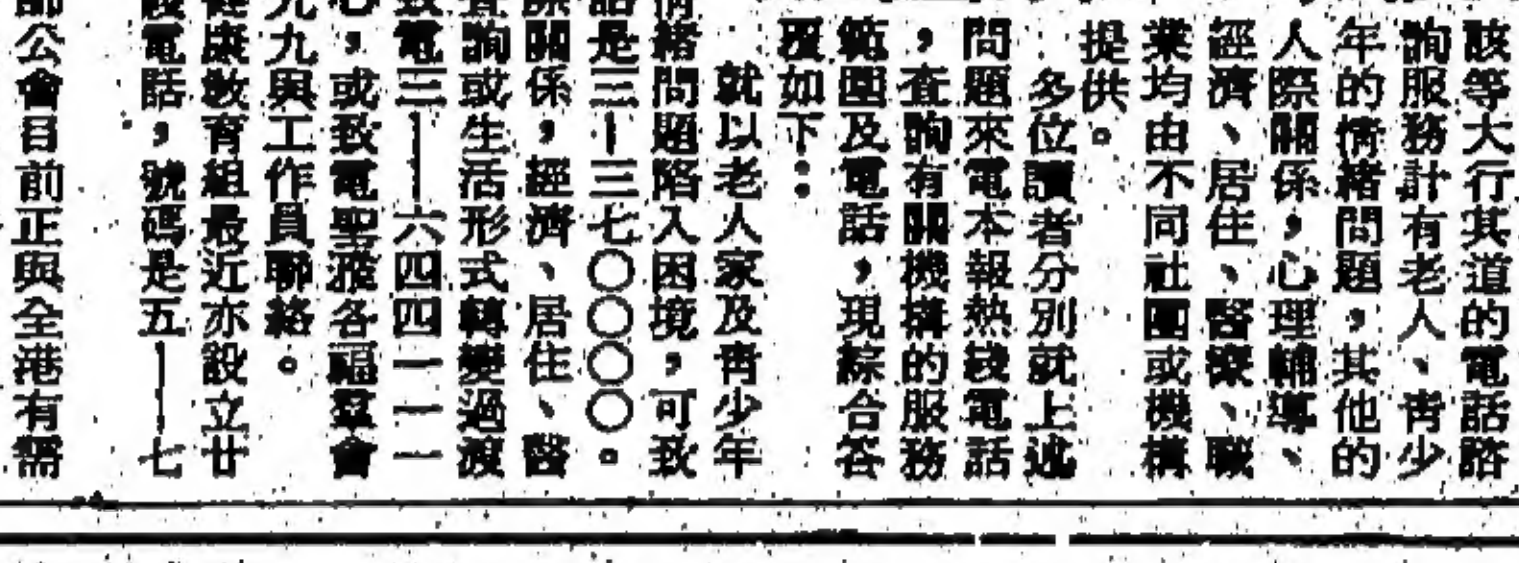 該等大行其道的電話諮
詢服務計有老人、靑少
年的情緒問題，其他的
人際關係，心理輔導、
經濟、居住、醫療、職
業均由不同社團或機構
提供。
多位讀者分別就上述
問題來電本報熱綫電話
，查詢有關機構的服務
範圍及電話，現綜合答
覆如下：
就以老人家及靑少年
情緒問題陷入困境，可致
話是三—三七〇〇〇〇。
際關係，經濟、居住、醫
查詢或生活形式轉變過渡
致電三——六四四一一一
心，或致電聖雅各福羣會
九九與工作員聯絡。
健康敎育組最近亦設立廿
設電話，號碼是五——七
師公會目前正與全港有需